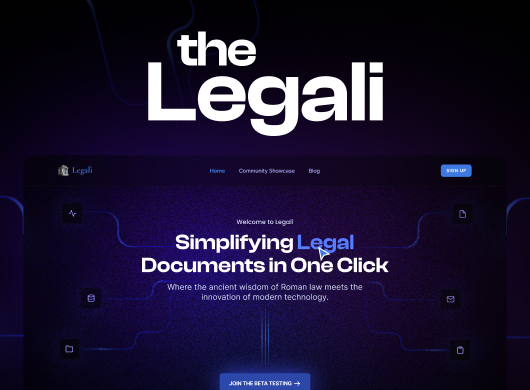 the
Legali
Legali
Home
Community Showcase
Blog
SIGN UP
Welcome to Legali
Simplifying Legal
Documents in One Click
Where the ancient wisdom of Roman law meets the
innovation of modern technology.
JOIN THE BETA TESTING →